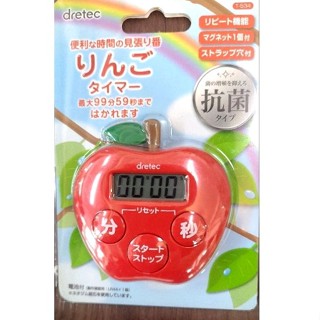 dretec
T-534
便利な時間の見張り番
りんご
タイマー
最大99分59秒まで
はかれます
リピート機能
マグネット1個付
ストラップ穴付
菌の増殖を抑える
抗菌
タイプ
dretec
00:00
リセット
分
秒
スタート
ストップ
電池付